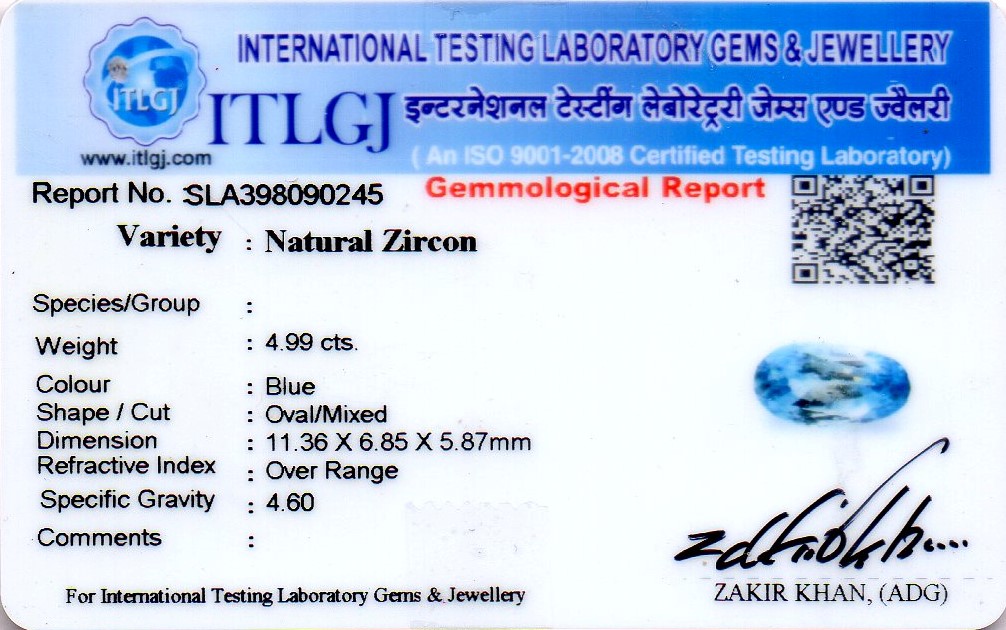 INTERNATIONAL TESTING LABORATORY GEMS & JEWELLERY
ITLGJ
ITLGJ इन्टरनेशनल टेस्टींग लेबोरेट्ररी जेम्स एण्ड ज्वैलरी
www.itlgj.com
( An ISO 9001-2008 Certified Testing Laboratory)
Report No. :SLA398090245
Gemmological Report
Variety : Natural Zircon
Species/Group :
Weight : 4.99 cts.
Colour : Blue
Shape / Cut : Oval/Mixed
Dimension : 11.36 X 6.85 X 5.87mm
Refractive Index : Over Range
Specific Gravity : 4.60
Comments :
For International Testing Laboratory Gems & Jewellery
ZAKIR KHAN, (ADG)